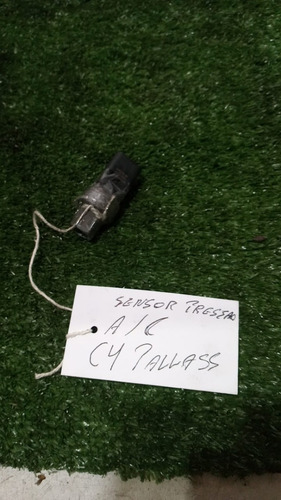 SENSOR PRESSÃO
A/C
C4 PALLASS